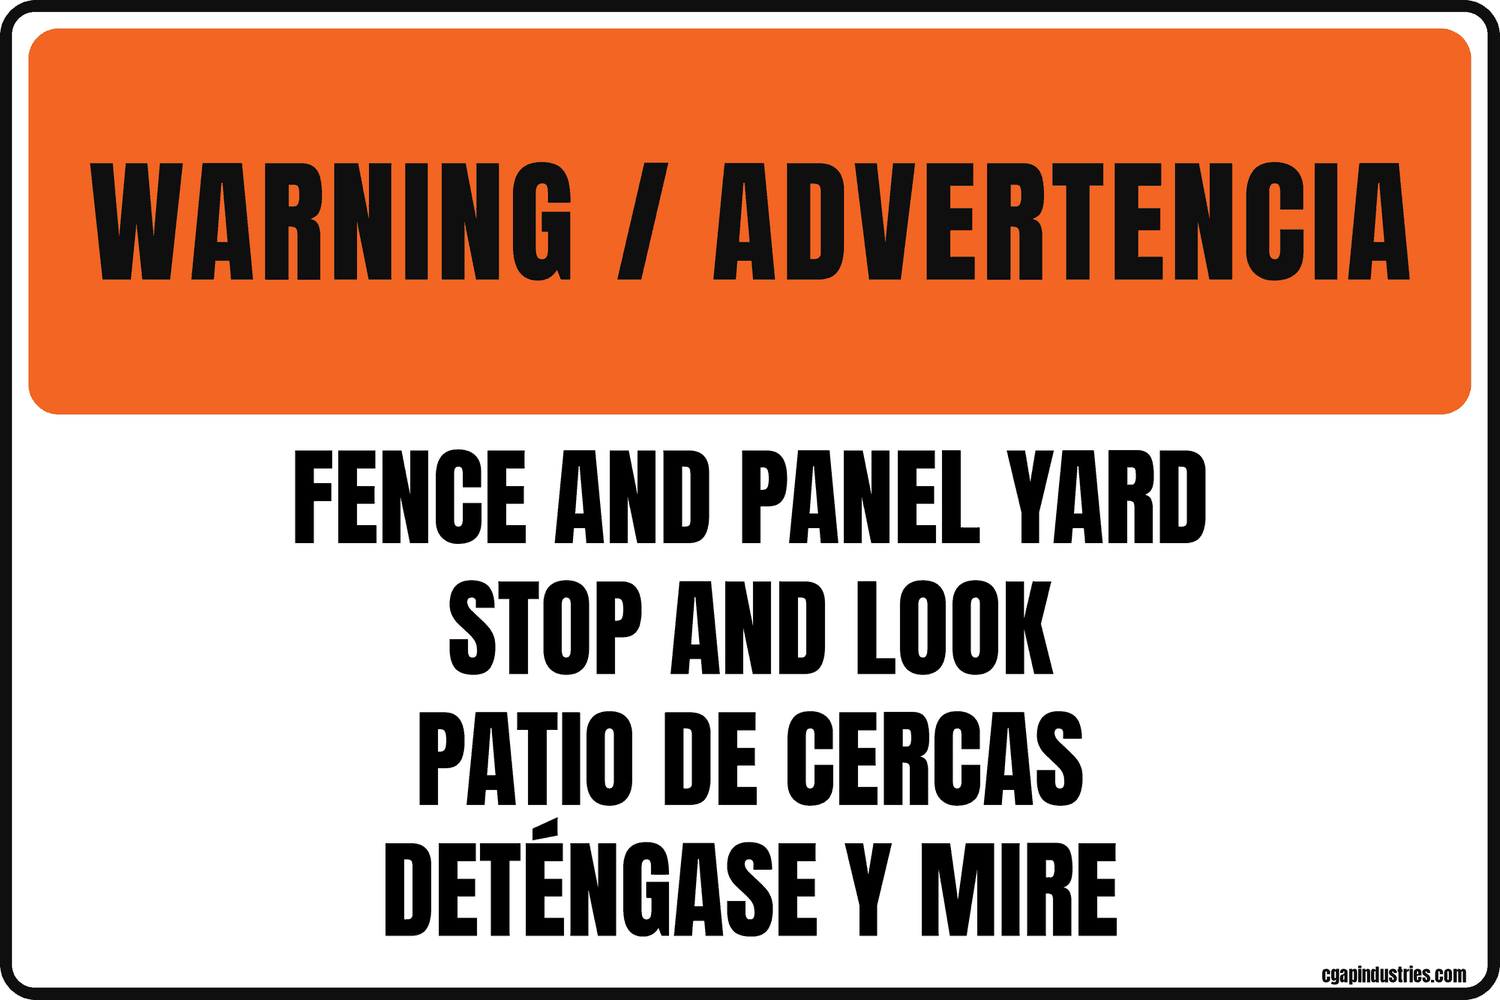 WARNING / ADVERTENCIA
FENCE AND PANEL YARD
STOP AND LOOK
PATIO DE CERCAS
DETÉNGASE Y MIRE
cgapindustries.com